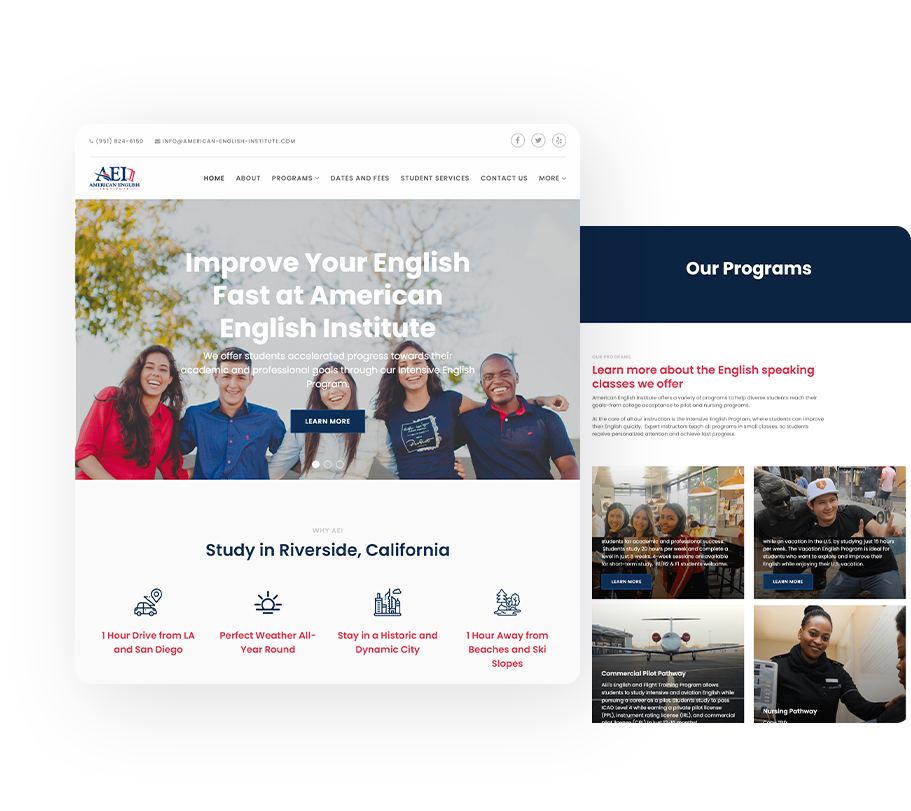 (951) 824-6150 INFO@AMERICAN-ENGLISH-INSTITUTE.COM
AEI
AMERICAN ENGLISH
INSTITUTE
HOME ABOUT PROGRAMS DATES AND FEES STUDENT SERVICES CONTACT US MORE
Improve Your English
Fast at American
English Institute
We offer students accelerated progress towards their
academic and professional goals through our Intensive English
Program.
LEARN MORE
WHY AEI
Study in Riverside, California
1 Hour Drive from LA
and San Diego
Perfect Weather All-
Year Round
Stay in a Historic and
Dynamic City
1 Hour Away from
Beaches and Ski
Slopes
Our Programs
OUR PROGRAMS
Learn more about the English speaking
classes we offer
American English Institute offers a variety of programs to help diverse students reach their
goals–from college acceptance to pilot and nursing programs.
At the core of all our instruction is the Intensive English Program, where students can improve
their English quickly. Expert instructors teach all programs in small classes, so students
receive personalized attention and achieve fast progress.
students for academic and professional success.
Students study 20 hours per week and complete a
level in just 8 weeks. 4-week sessions are available
for short-term study. B1/B2 & F1 students welcome.
LEARN MORE
while on vacation in the U.S. by studying just 15 hours
per week. The Vacation English Program is ideal for
students who want to explore and improve their
English while enjoying their U.S. vacation.
LEARN MORE
Commercial Pilot Pathway
AEI's English and Flight Training Program allows
students to study intensive and aviation English while
pursuing a career as a pilot. Students study to pass
ICAO Level 4 while earning a private pilot license
(PPL), instrument rating license (IRL), and commercial
Nursing Pathway